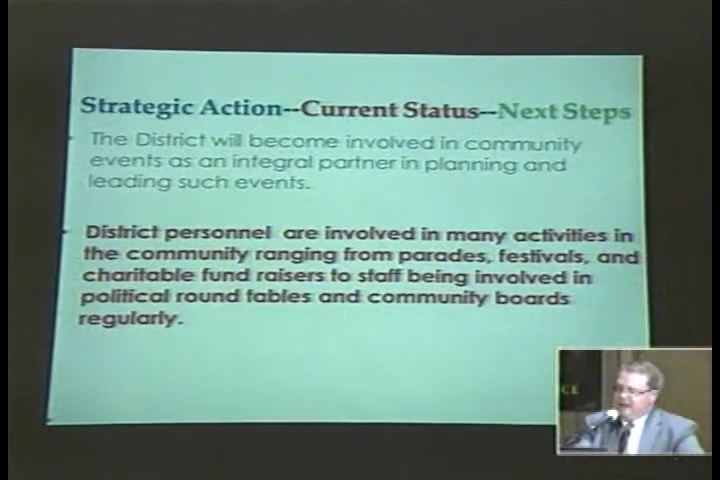 Strategic Action--Current Status--Next Steps
The District will become involved in community
events as an integral partner in planning and
leading such events.
District personnel are involved in many activities in
the community ranging from parades, festivals, and
charitable fund raisers to staff being involved in
political round tables and community boards
regularly.
CE